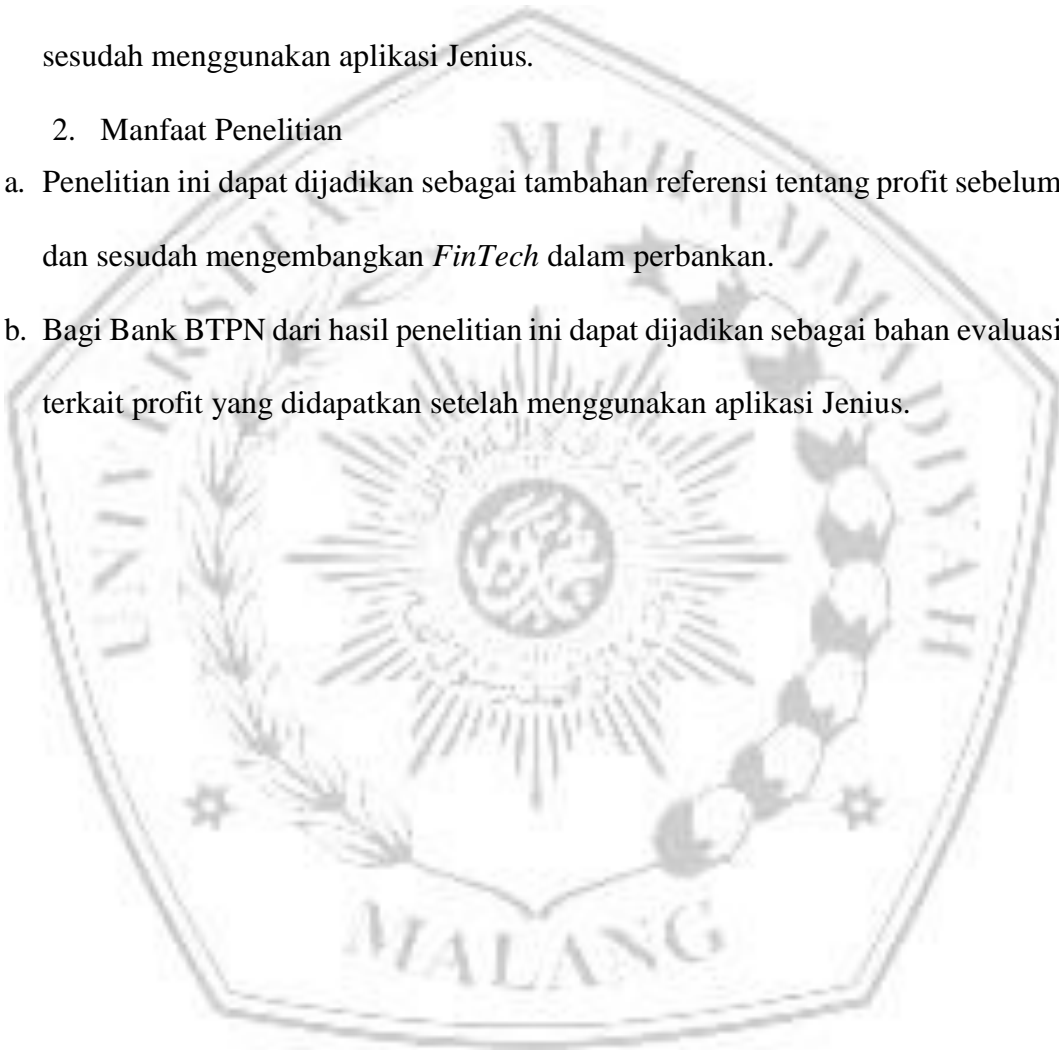 sesudah menggunakan aplikasi Jenius.
2. Manfaat Penelitian
a. Penelitian ini dapat dijadikan sebagai tambahan referensi tentang profit sebelum
dan sesudah mengembangkan FinTech dalam perbankan.
b. Bagi Bank BTPN dari hasil penelitian ini dapat dijadikan sebagai bahan evaluasi
terkait profit yang didapatkan setelah menggunakan aplikasi Jenius.
UNIVERSITAS MUHAMMADIYAH
MALANG